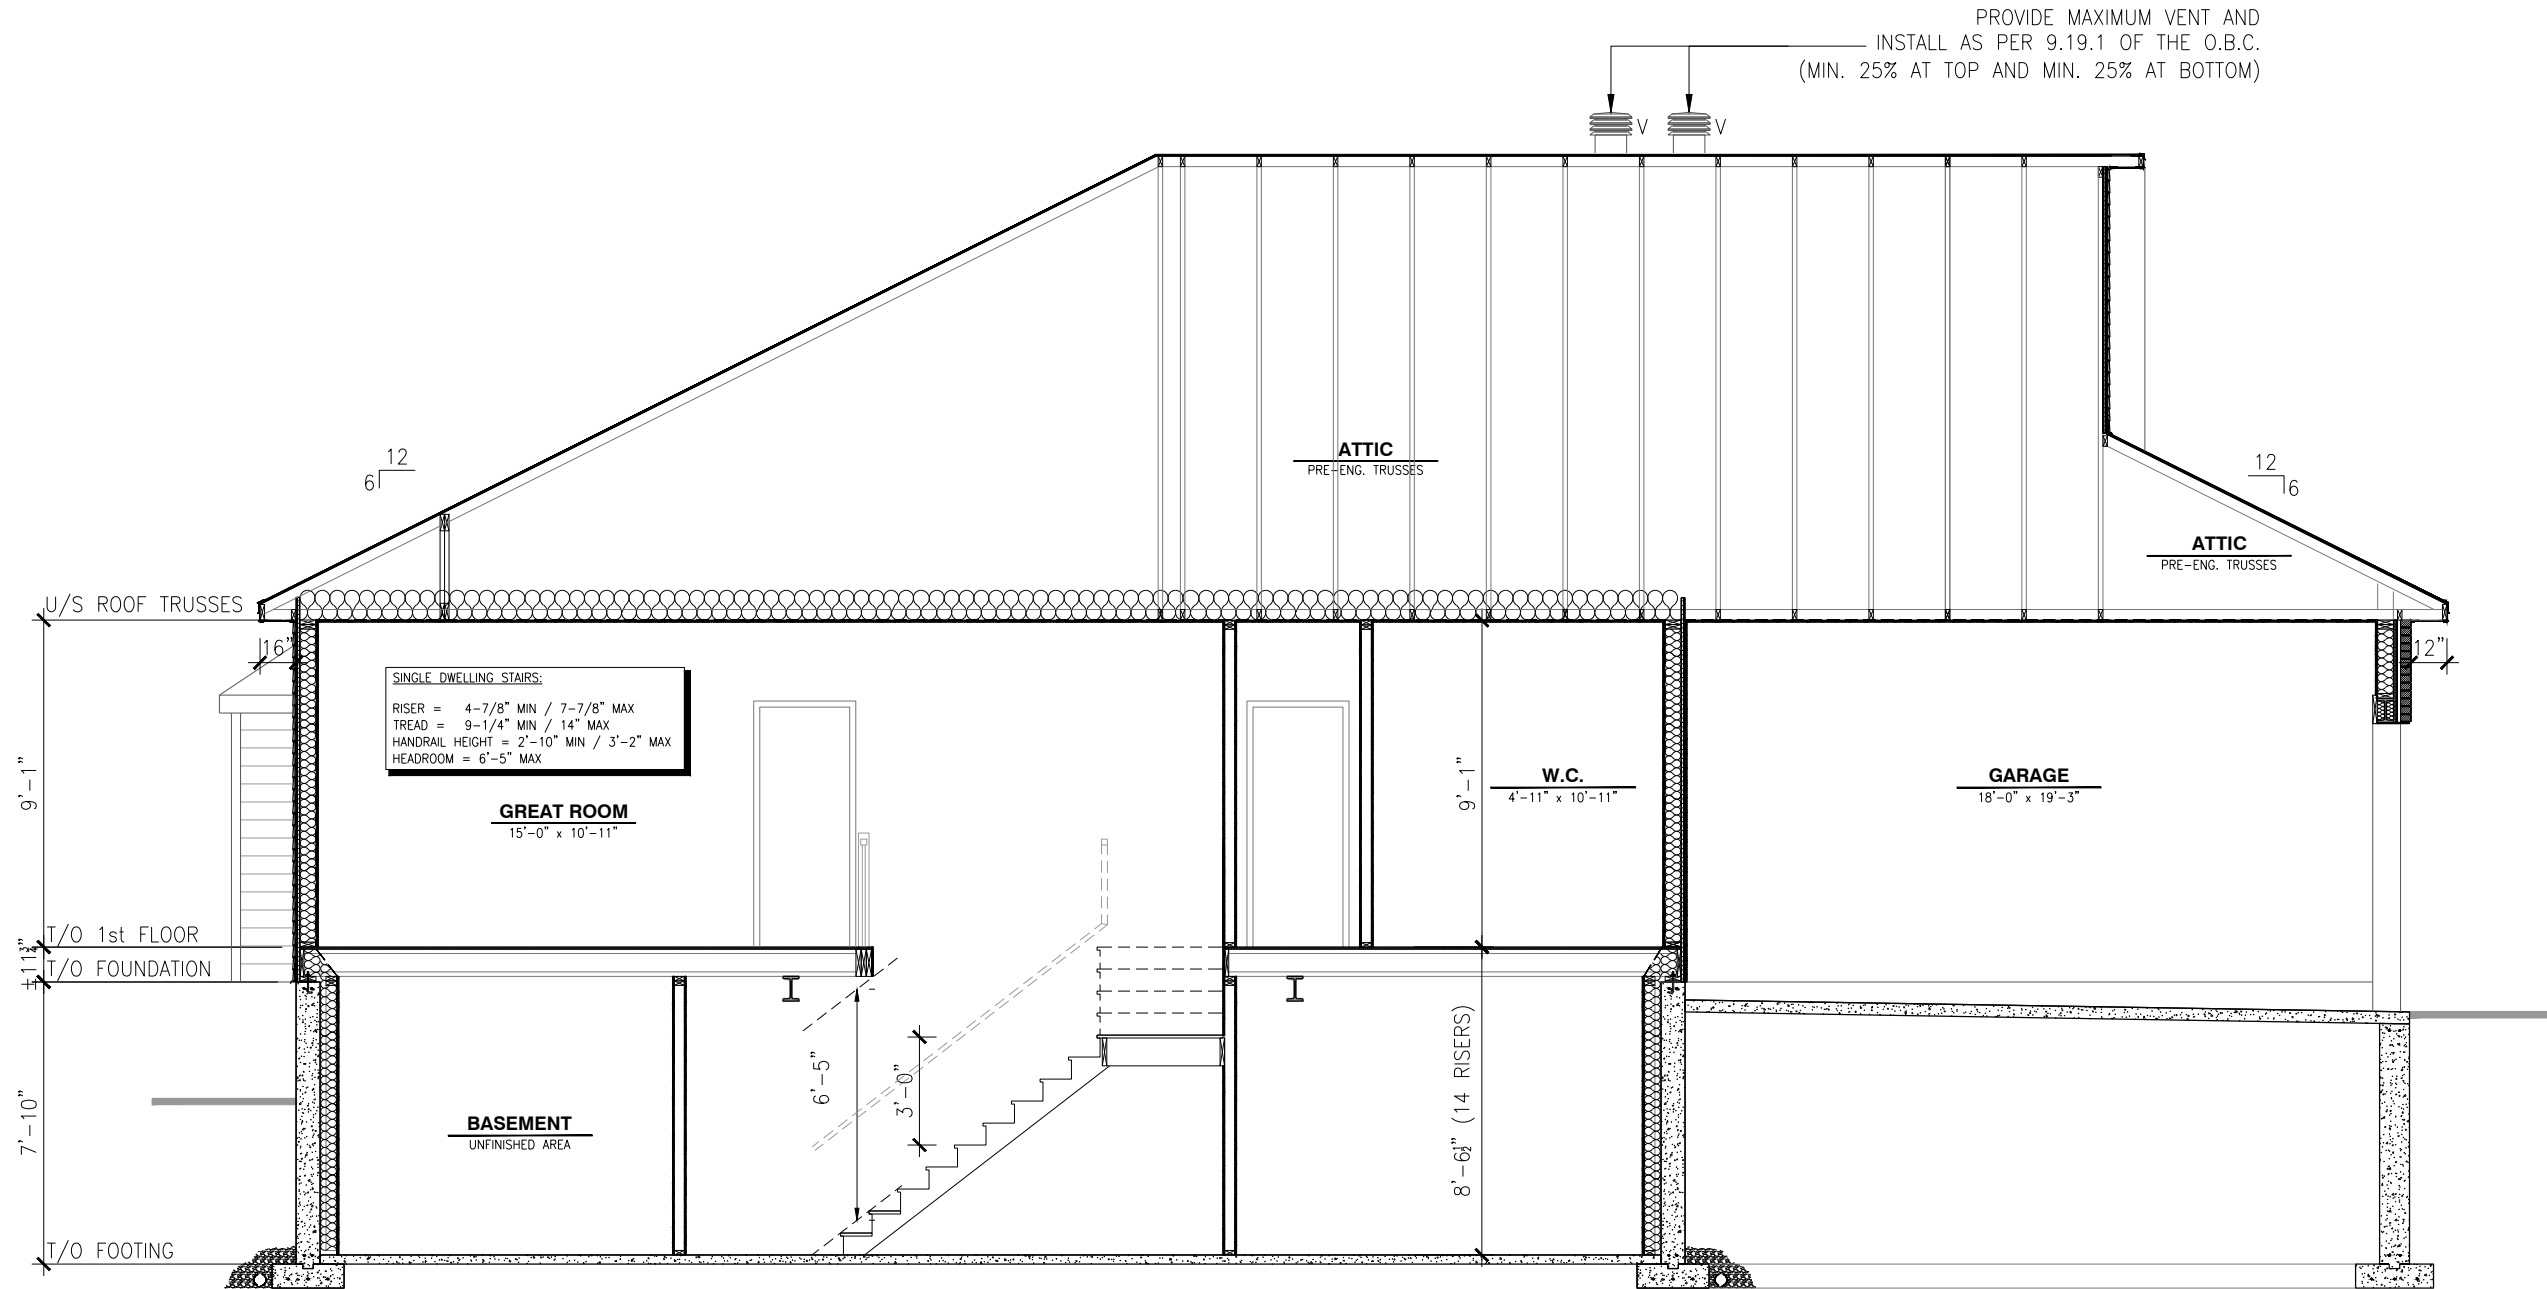 PROVIDE MAXIMUM VENT AND
INSTALL AS PER 9.19.1 OF THE O.B.C.
(MIN. 25% AT TOP AND MIN. 25% AT BOTTOM)
V
V
12
6
ATTIC
PRE-ENG. TRUSSES
12
6
ATTIC
PRE-ENG. TRUSSES
U/S ROOF TRUSSES
16"
12"
SINGLE DWELLING STAIRS:
RISER = 4-7/8" MIN / 7-7/8" MAX
TREAD = 9-1/4" MIN / 14" MAX
HANDRAIL HEIGHT = 2'-10" MIN / 3'-2" MAX
HEADROOM = 6'-5" MAX
9'-1"
GREAT ROOM
15'-0" x 10'-11"
9'-1"
W.C.
4'-11" x 10'-11"
GARAGE
18'-0" x 19'-3"
T/O 1st FLOOR
T/O FOUNDATION
7'-10"
BASEMENT
UNFINISHED AREA
6'-5"
3'-0"
8'-6½" (14 RISERS)
T/O FOOTING